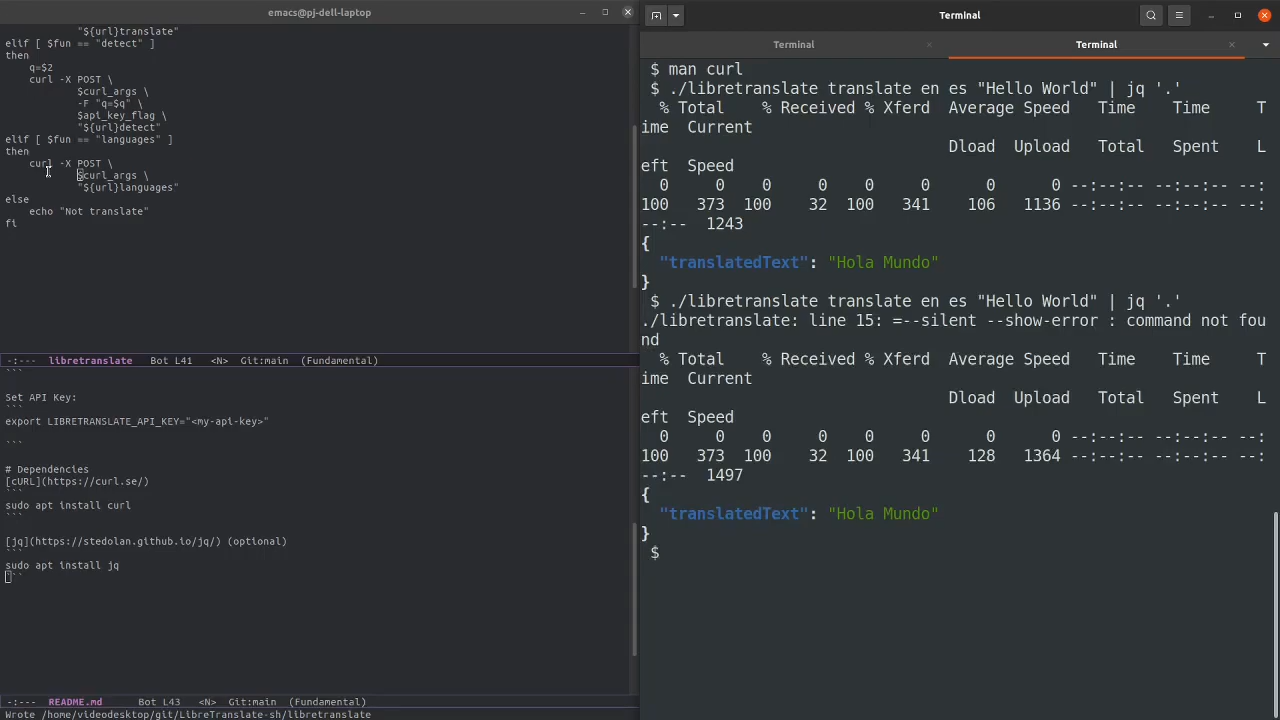 emacs@pj-dell-laptop
"${url}translate"
elif [ $fun == "detect" ]
then
    q=$2
    curl -X POST \
            $curl_args \
            -F "q=$q" \
            $api_key_flag \
            "${url}detect"
elif [ $fun == "languages" ]
then
    curl -X POST \
            $curl_args \
            "${url}languages"
else
    echo "Not translate"
fi
-:---  libretranslate   Bot L41   <N>  Git:main  (Fundamental)
```
Set API Key:
```
export LIBRETRANSLATE_API_KEY="<my-api-key>"
```
# Dependencies
[cURL](https://curl.se/)
```
sudo apt install curl
```
[jq](https://stedolan.github.io/jq/) (optional)
```
sudo apt install jq
```
-:---  README.md      Bot L43   <N>  Git:main  (Fundamental)
Wrote /home/videodesktop/git/LibreTranslate-sh/libretranslate
Terminal
Terminal
Terminal
$ man curl
$ ./libretranslate translate en es "Hello World" | jq '.'
  % Total    % Received % Xferd  Average Speed   Time    Time     T
ime  Current
                                 Dload  Upload   Total   Spent    L
eft  Speed
  0     0    0     0    0     0      0      0 --:--:-- --:--:-- --:
100   373  100    32  100   341    106   1136 --:--:-- --:--:-- --:
--:--  1243
{
  "translatedText": "Hola Mundo"
}
$ ./libretranslate translate en es "Hello World" | jq '.'
./libretranslate: line 15: =--silent --show-error : command not fou
nd
  % Total    % Received % Xferd  Average Speed   Time    Time     T
ime  Current
                                 Dload  Upload   Total   Spent    L
eft  Speed
  0     0    0     0    0     0      0      0 --:--:-- --:--:-- --:
100   373  100    32  100   341    128   1364 --:--:-- --:--:-- --:
--:--  1497
{
  "translatedText": "Hola Mundo"
}
$